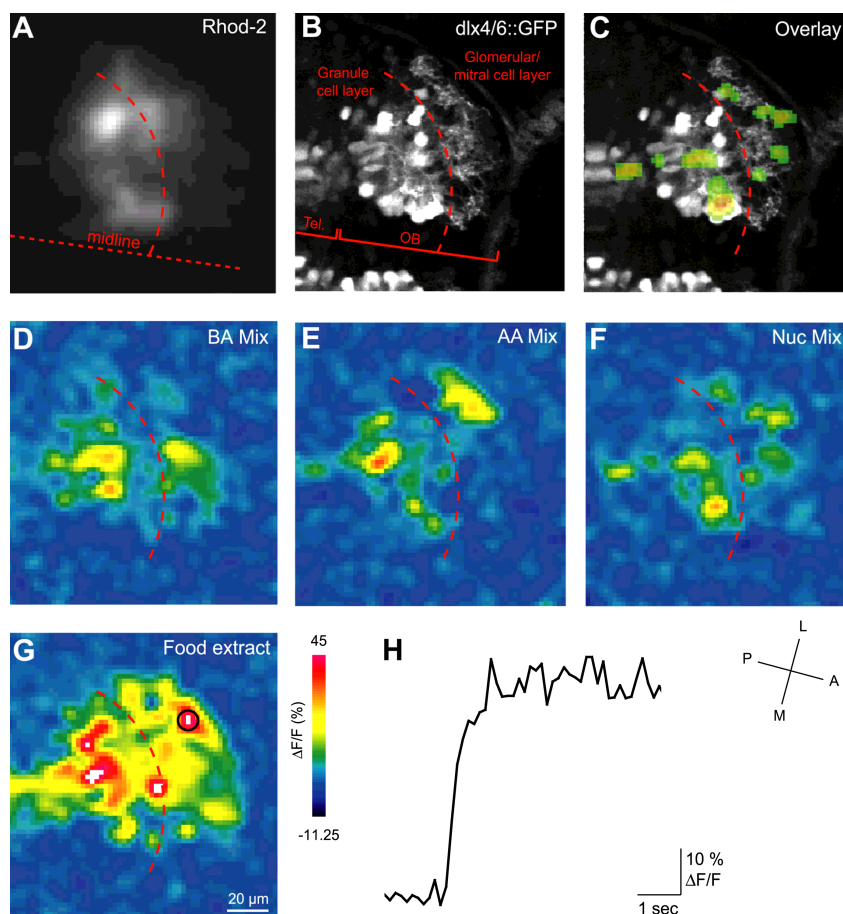 A
Rhod-2
midline
B
dlx4/6::GFP
Granule
cell layer
Glomerular/
mitral cell layer
Tel.
OB
C
Overlay
D
BA Mix
E
AA Mix
F
Nuc Mix
G
Food extract
20 µm
45
ΔF/F (%)
-11.25
H
10 %
ΔF/F
1 sec
L
P
A
M